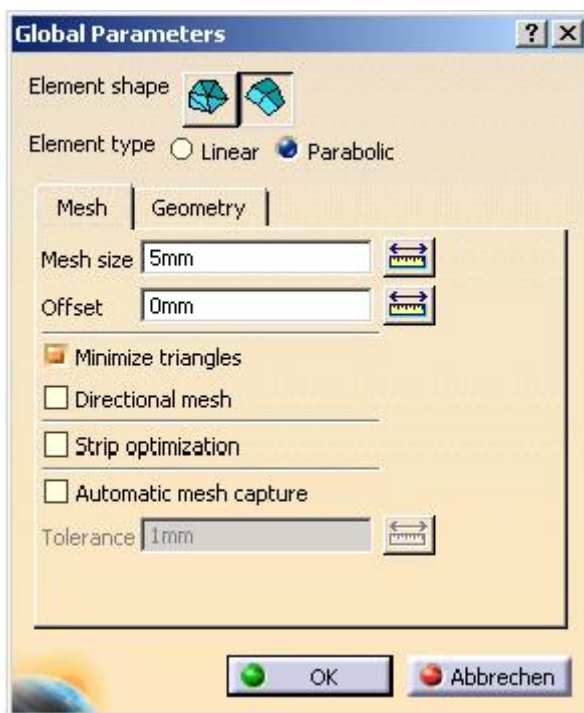 Global Parameters
Element shape
Element type Linear Parabolic
Mesh Geometry
Mesh size 5mm
Offset 0mm
Minimize triangles
Directional mesh
Strip optimization
Automatic mesh capture
Tolerance 1mm
OK Abbrechen